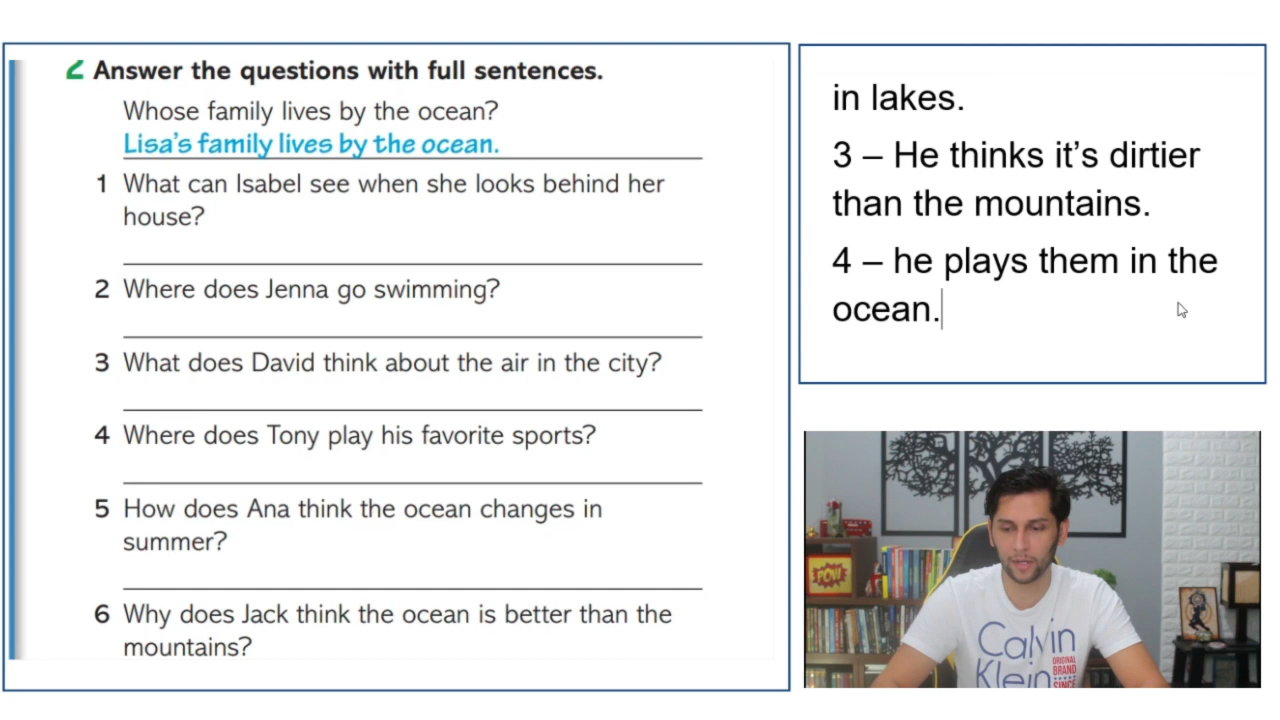 2 Answer the questions with full sentences.
Whose family lives by the ocean?
Lisa's family lives by the ocean.
1 What can Isabel see when she looks behind her
house?
2 Where does Jenna go swimming?
3 What does David think about the air in the city?
4 Where does Tony play his favorite sports?
5 How does Ana think the ocean changes in
summer?
6 Why does Jack think the ocean is better than the
mountains?
in lakes.
3 – He thinks it's dirtier
than the mountains.
4 – he plays them in the
ocean.
POW
Calvin
Klein
ORIGINAL
BRAND
SINCE